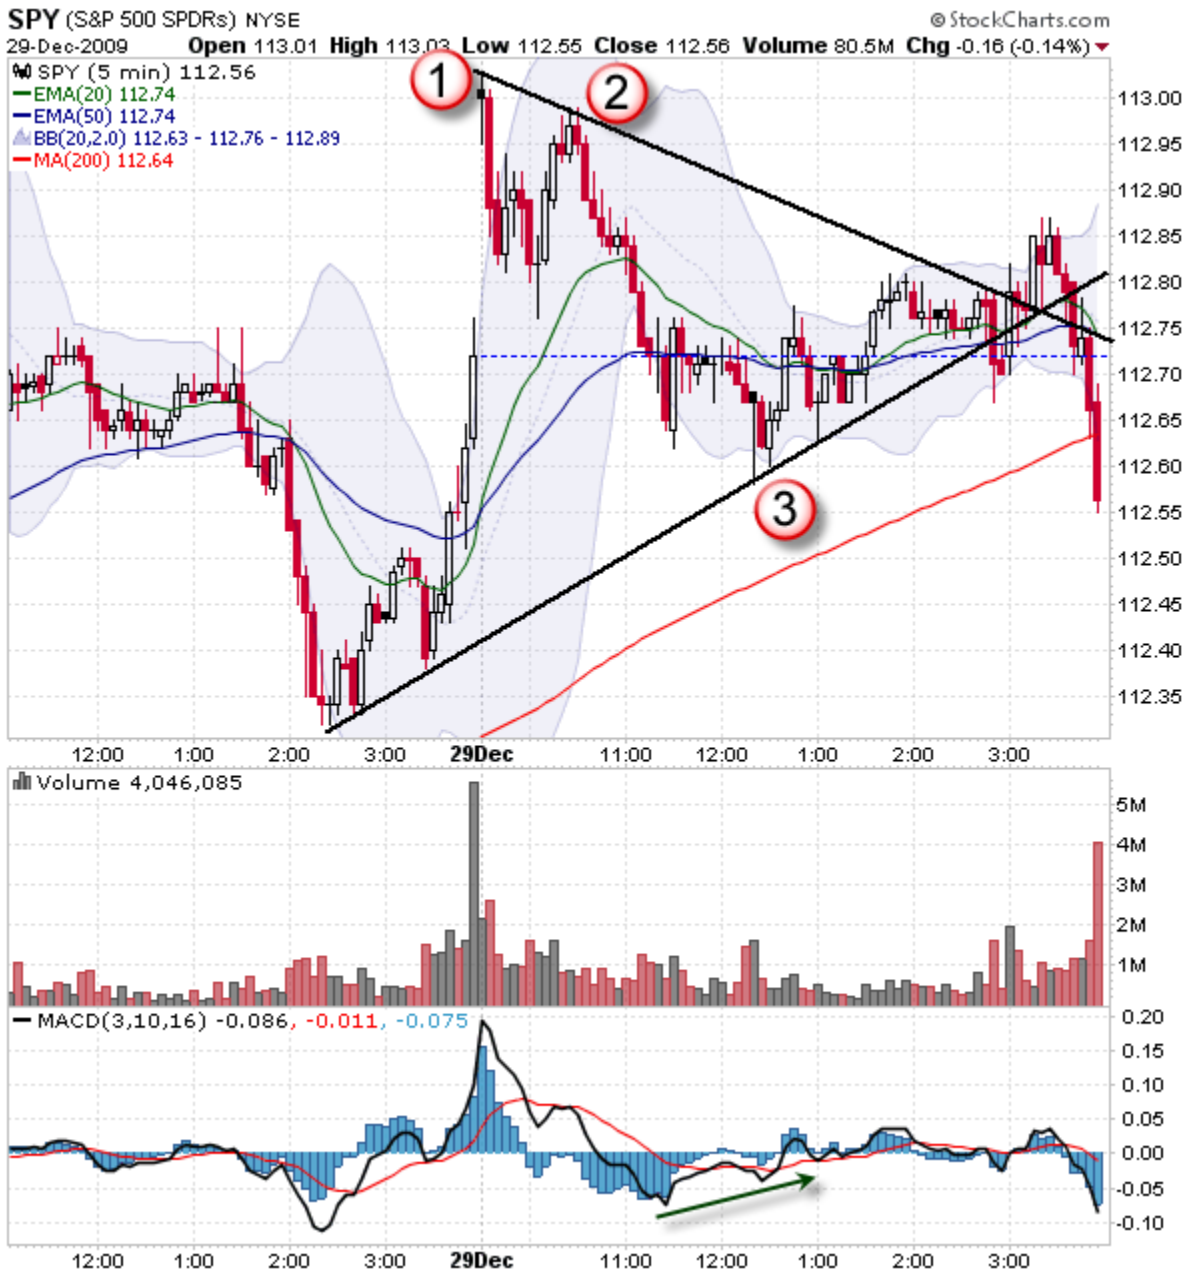 SPY (S&P 500 SPDRs) NYSE © StockCharts.com
29-Dec-2009 Open 113.01 High 113.03 Low 112.55 Close 112.56 Volume 80.5M Chg -0.16 (-0.14%)
SPY (5 min) 112.56
EMA(20) 112.74
EMA(50) 112.74
BB(20,2.0) 112.63 - 112.76 - 112.89
MA(200) 112.64
1
2
3
113.00
112.95
112.90
112.85
112.80
112.75
112.70
112.65
112.60
112.55
112.50
112.45
112.40
112.35
12:00 1:00 2:00 3:00 29Dec 11:00 12:00 1:00 2:00 3:00
Volume 4,046,085
5M
4M
3M
2M
1M
MACD(3,10,16) -0.086, -0.011, -0.075
0.20
0.15
0.10
0.05
0.00
-0.05
-0.10
12:00 1:00 2:00 3:00 29Dec 11:00 12:00 1:00 2:00 3:00